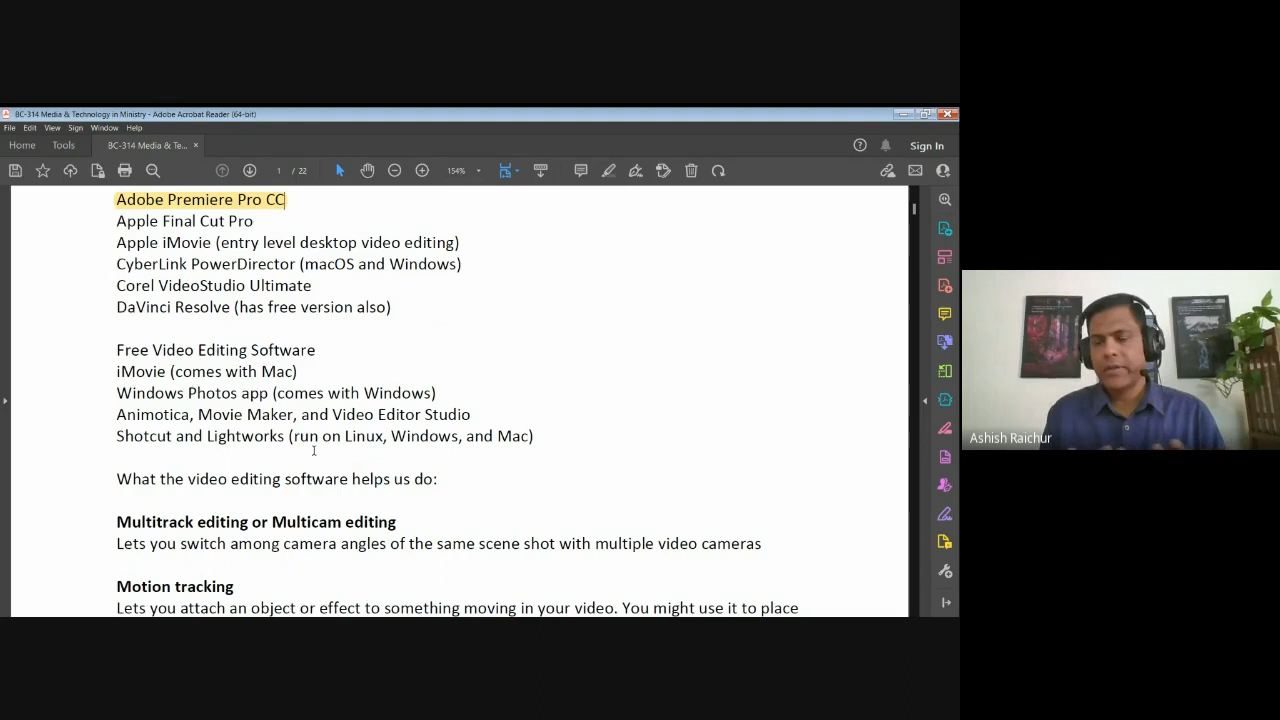 BC-314 Media & Technology in Ministry - Adobe Acrobat Reader (64-bit)
File Edit View Sign Window Help
Home Tools BC-314 Media & Te... × Sign In
1 / 22 154%
Adobe Premiere Pro CC
Apple Final Cut Pro
Apple iMovie (entry level desktop video editing)
CyberLink PowerDirector (macOS and Windows)
Corel VideoStudio Ultimate
DaVinci Resolve (has free version also)
Free Video Editing Software
iMovie (comes with Mac)
Windows Photos app (comes with Windows)
Animotica, Movie Maker, and Video Editor Studio
Shotcut and Lightworks (run on Linux, Windows, and Mac)
What the video editing software helps us do:
Multitrack editing or Multicam editing
Lets you switch among camera angles of the same scene shot with multiple video cameras
Motion tracking
Lets you attach an object or effect to something moving in your video. You might use it to place
Ashish Raichur